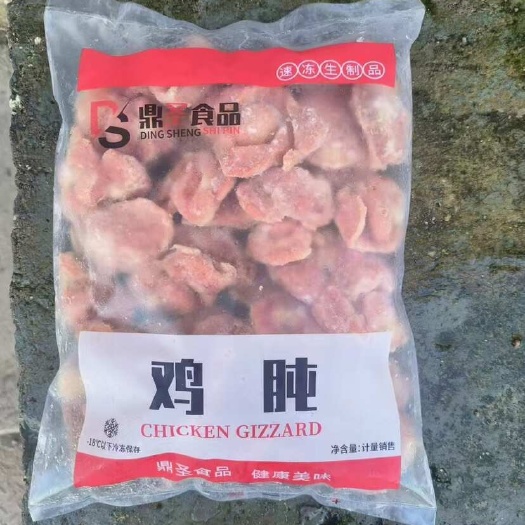 速冻生制品
DS
鼎圣食品
DING SHENG SHIPIN
鸡肫
CHICKEN GIZZARD
-18℃以下冷冻保存
净含量:计量销售
鼎圣食品 健康美味